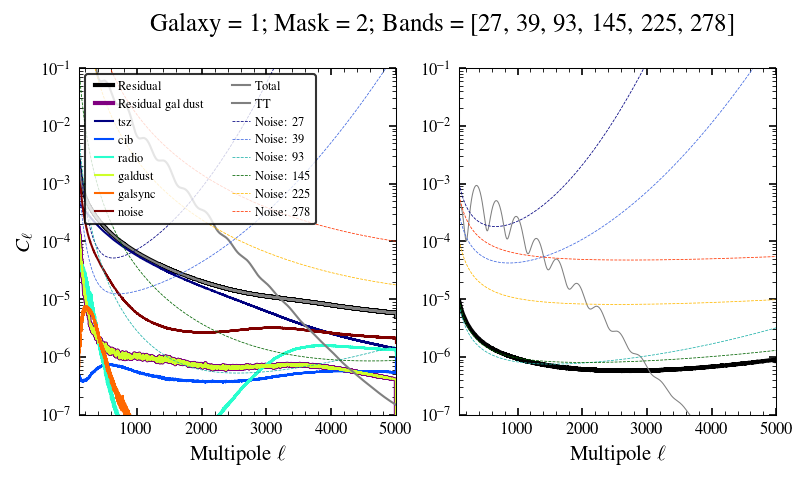 Galaxy = 1; Mask = 2; Bands = [27, 39, 93, 145, 225, 278]
10⁻¹
10⁻²
10⁻³
10⁻⁴
10⁻⁵
10⁻⁶
10⁻⁷
C_ℓ
Residual
Residual gal dust
tsz
cib
radio
galdust
galsync
noise
Total
TT
Noise: 27
Noise: 39
Noise: 93
Noise: 145
Noise: 225
Noise: 278
1000 2000 3000 4000 5000
Multipole ℓ
10⁻¹
10⁻²
10⁻³
10⁻⁴
10⁻⁵
10⁻⁶
10⁻⁷
1000 2000 3000 4000 5000
Multipole ℓ